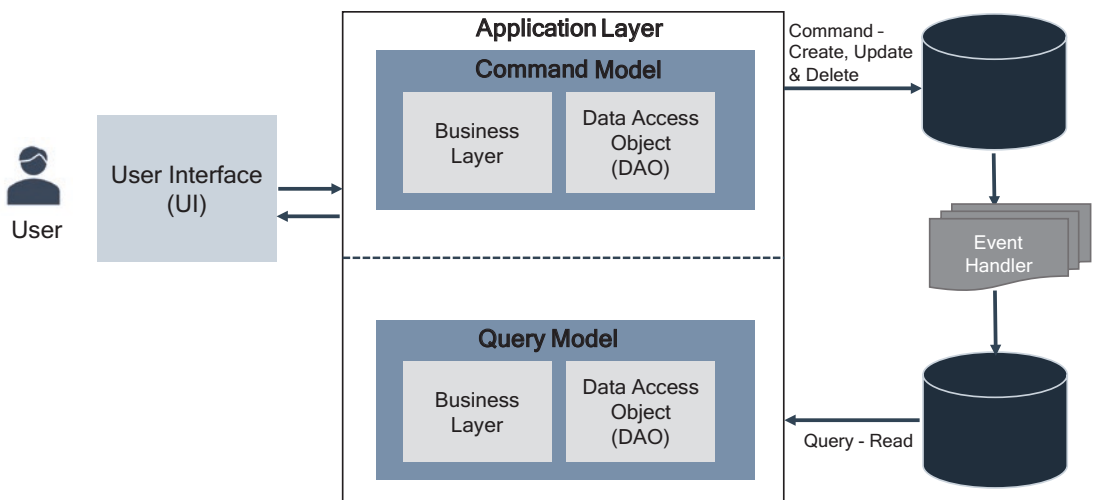 User
User Interface
(UI)
Application Layer
Command Model
Business
Layer
Data Access
Object
(DAO)
Query Model
Business
Layer
Data Access
Object
(DAO)
Command -
Create, Update
& Delete
Event
Handler
Query - Read